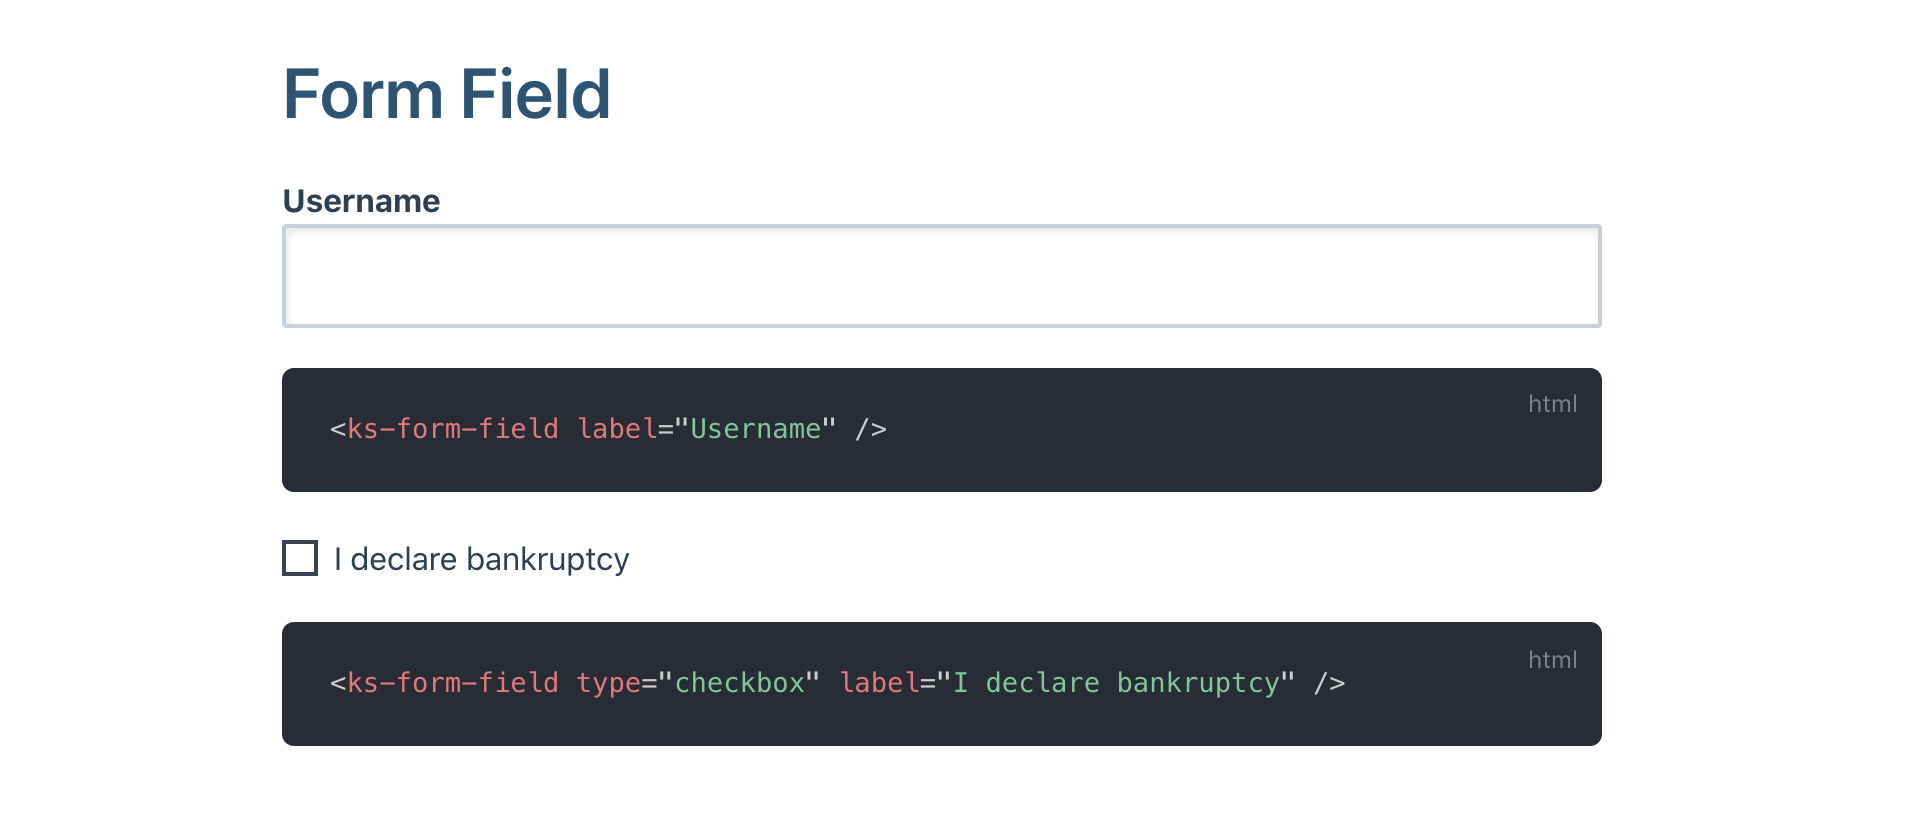 Form Field
Username
html
<ks-form-field label="Username" />
I declare bankruptcy
html
<ks-form-field type="checkbox" label="I declare bankruptcy" />